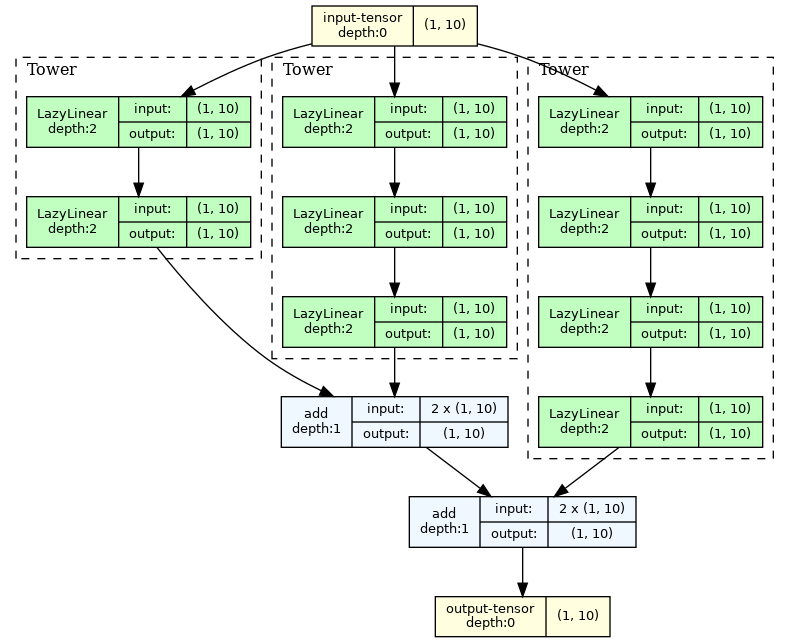 input-tensor
depth:0
(1, 10)
Tower
Tower
Tower
LazyLinear
depth:2
input:
(1, 10)
output:
(1, 10)
LazyLinear
depth:2
input:
(1, 10)
output:
(1, 10)
LazyLinear
depth:2
input:
(1, 10)
output:
(1, 10)
LazyLinear
depth:2
input:
(1, 10)
output:
(1, 10)
LazyLinear
depth:2
input:
(1, 10)
output:
(1, 10)
LazyLinear
depth:2
input:
(1, 10)
output:
(1, 10)
LazyLinear
depth:2
input:
(1, 10)
output:
(1, 10)
LazyLinear
depth:2
input:
(1, 10)
output:
(1, 10)
add
depth:1
input:
2 x (1, 10)
output:
(1, 10)
LazyLinear
depth:2
input:
(1, 10)
output:
(1, 10)
add
depth:1
input:
2 x (1, 10)
output:
(1, 10)
output-tensor
depth:0
(1, 10)